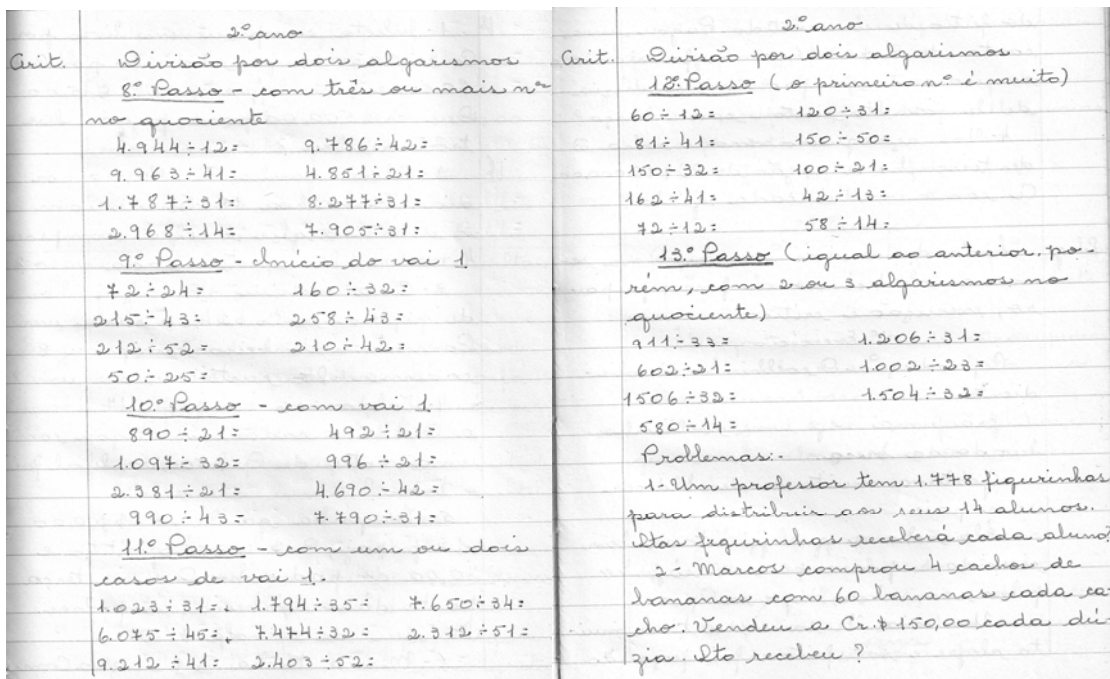 2º ano
Arit. Divisão por dois algarismos
8º Passo - com três ou mais nºs
no quociente
4.944÷12= 9.786÷42=
9.963÷41= 4.851÷21=
1.787÷31= 8.277÷31=
2.968÷14= 7.905÷31=
9º Passo - Início do vai 1
72÷24= 160÷32=
215÷43= 258÷43=
212÷52= 210÷42=
50÷25=
10º Passo - com vai 1
890÷21= 492÷21=
1.097÷32= 996÷21=
2.381÷21= 4.690÷42=
990÷43= 7.790÷31=
11º Passo - com um ou dois
casos de vai 1.
1.023÷31= 1.794÷35= 7.650÷34=
6.075÷45= 7.474÷32= 2.312÷51=
9.212÷41= 2.403÷52=
2º ano
Arit. Divisão por dois algarismos
12º Passo (o primeiro nº é muito)
60÷12= 120÷31=
81÷41= 150÷50=
150÷32= 100÷21=
162÷41= 42÷13=
72÷12= 58÷14=
13º Passo (igual ao anterior, po-
rém, com 2 ou 3 algarismos no
quociente)
911÷33= 1.206÷31=
602÷21= 1.002÷23=
1506÷32= 1.504÷32=
580÷14=
Problemas:-
1- Um professor tem 1.778 figurinhas
para distribuir aos seus 14 alunos.
Qtas figurinhas receberá cada aluno?
2- Marcos comprou 4 cachos de
bananas com 60 bananas cada ca-
cho. Vendeu a Cr.$ 150,00 cada dú-
zia. Qto recebeu?